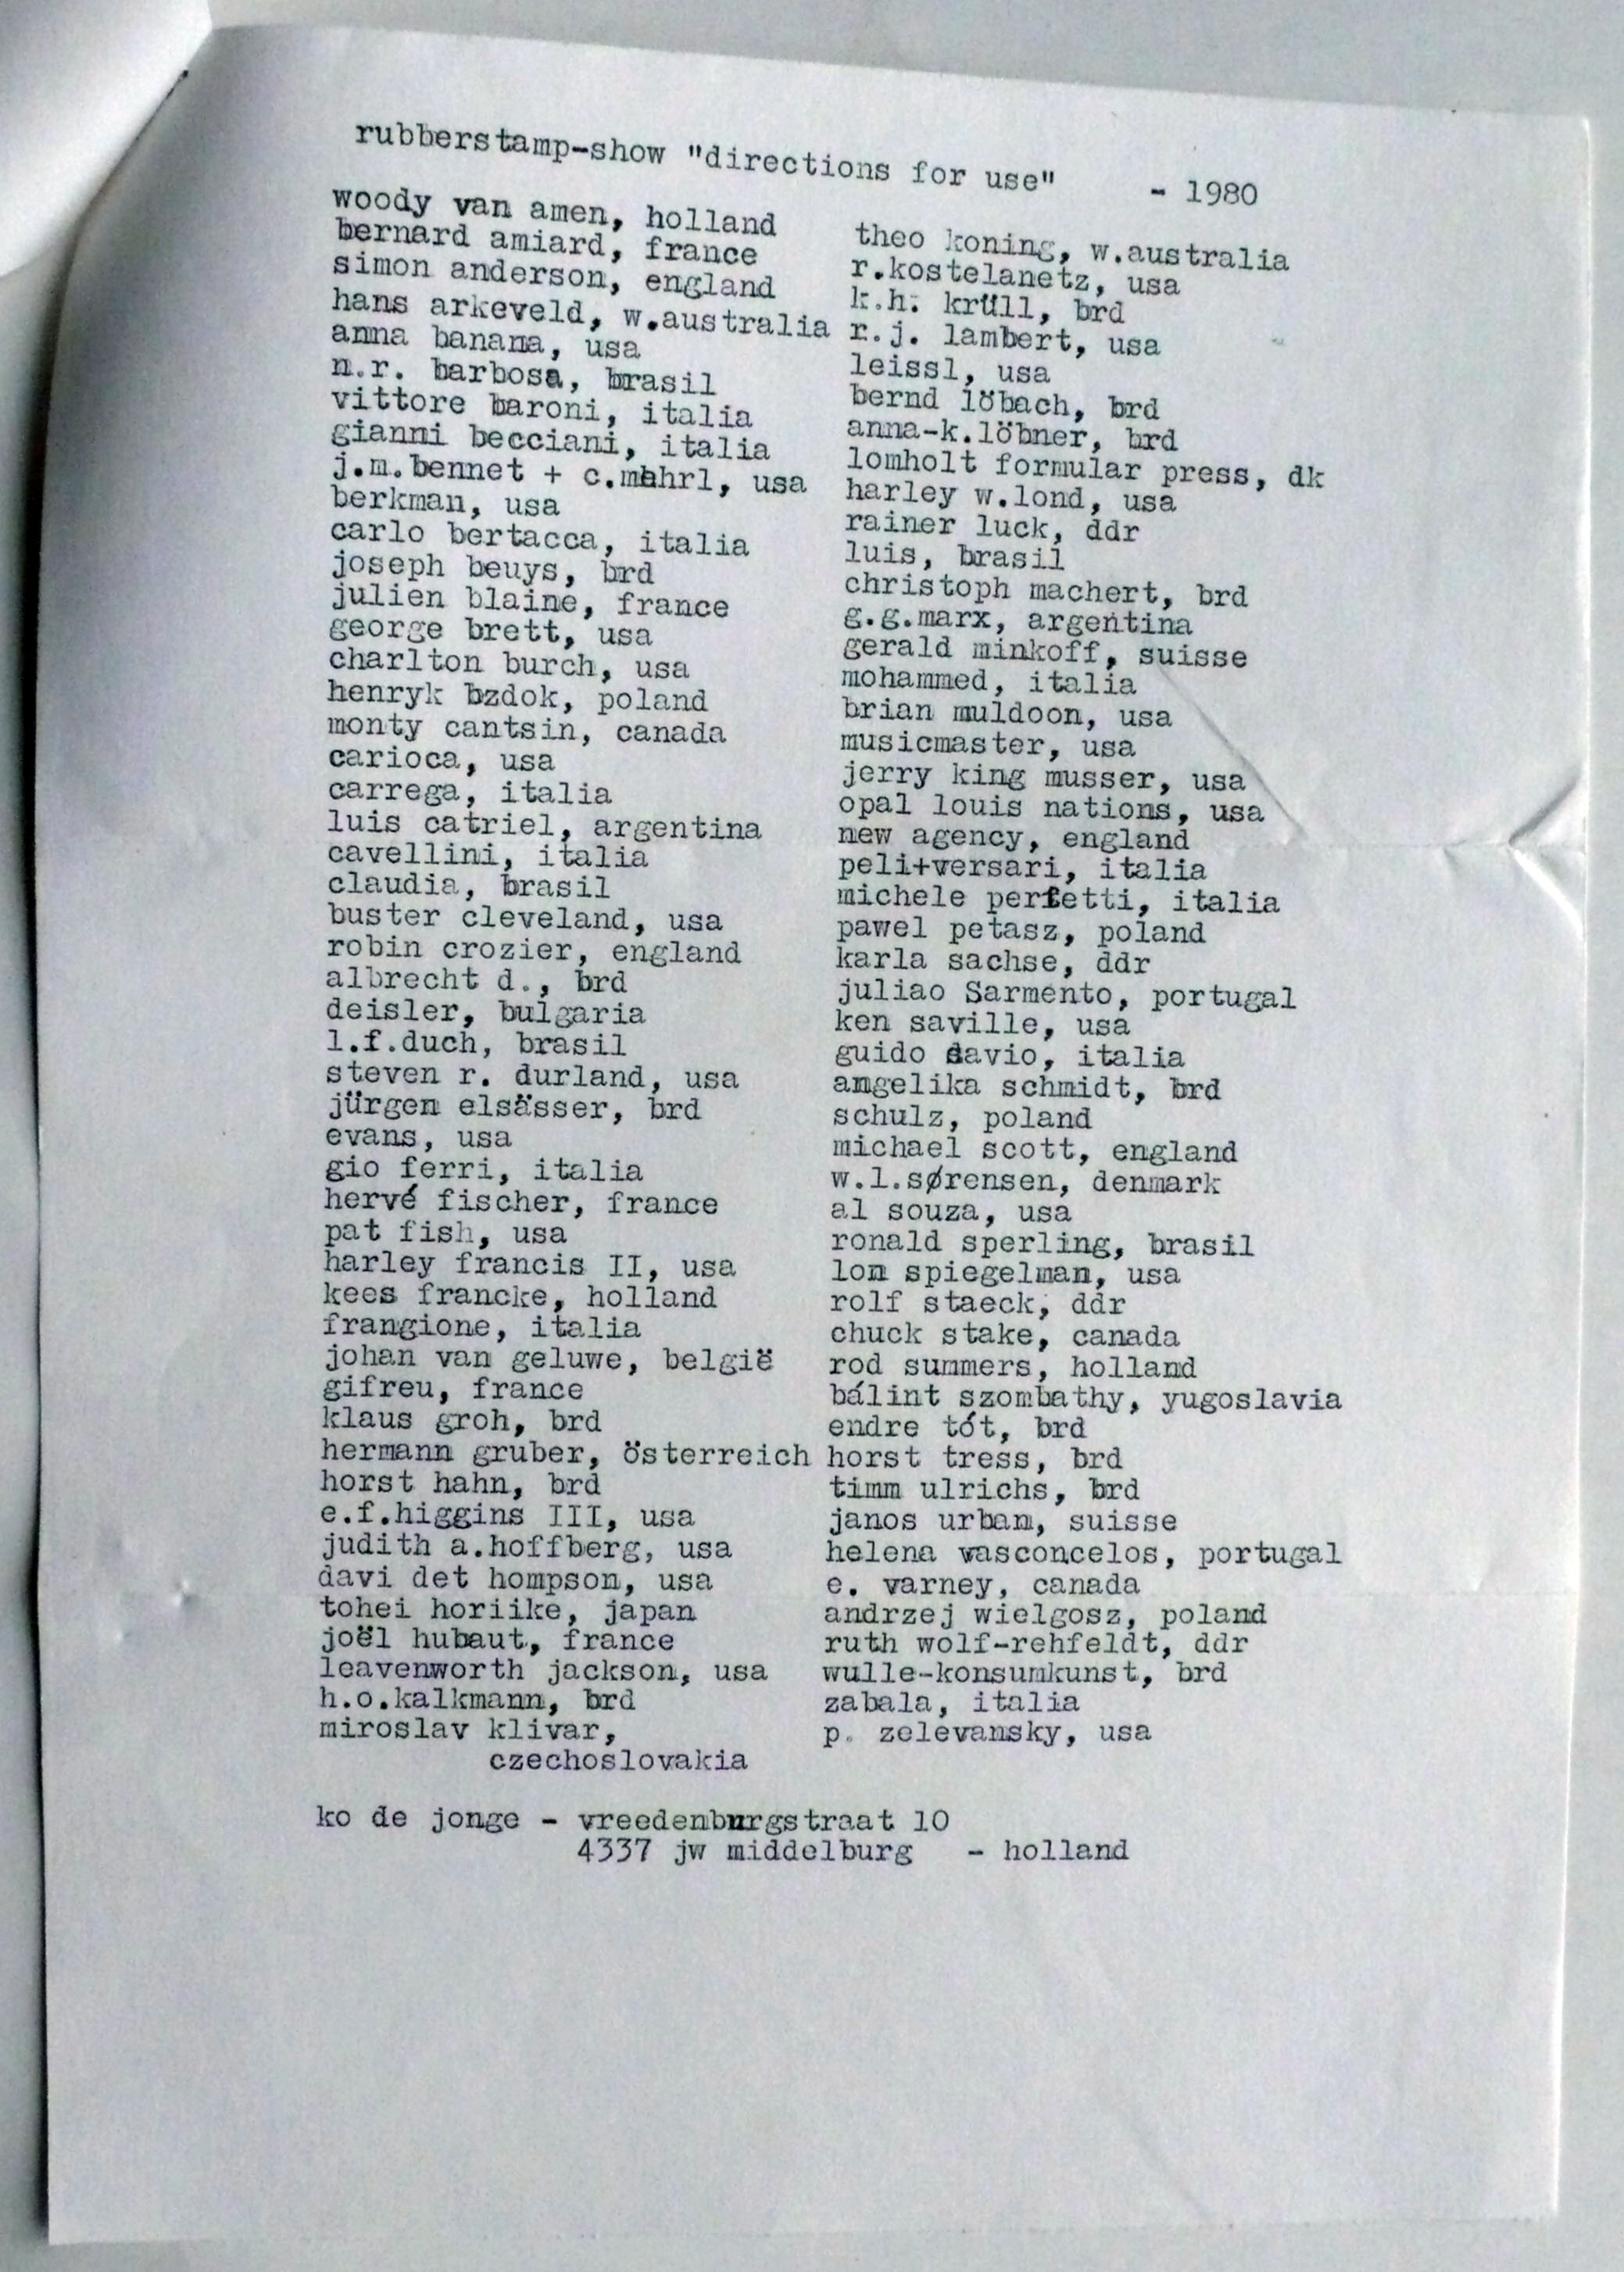 rubberstamp-show "directions for use" - 1980
woody van amen, holland
bernard amiard, france
simon anderson, england
hans arkeveld, w.australia
anna banana, usa
n.r. barbosa, brasil
vittore baroni, italia
gianni becciani, italia
j.m.bennet + c.mehrl, usa
berkman, usa
carlo bertacca, italia
joseph beuys, brd
julien blaine, france
george brett, usa
charlton burch, usa
henryk bzdok, poland
monty cantsin, canada
carioca, usa
carrega, italia
luis catriel, argentina
cavellini, italia
claudia, brasil
buster cleveland, usa
robin crozier, england
albrecht d., brd
deisler, bulgaria
l.f.duch, brasil
steven r. durland, usa
jürgen elsässer, brd
evans, usa
gio ferri, italia
hervé fischer, france
pat fish, usa
harley francis II, usa
kees francke, holland
frangione, italia
johan van geluwe, belgië
gifreu, france
klaus groh, brd
hermann gruber, österreich
horst hahn, brd
e.f.higgins III, usa
judith a.hoffberg, usa
davi det hompson, usa
tohei horiike, japan
joël hubaut, france
leavenworth jackson, usa
h.o.kalkmann, brd
miroslav klivar,
czechoslovakia
theo koning, w.australia
r.kostelanetz, usa
k.h. krüll, brd
r.j. lambert, usa
leissl, usa
bernd löbach, brd
anna-k.löbner, brd
lomholt formular press, dk
harley w.lond, usa
rainer luck, ddr
luis, brasil
christoph machert, brd
g.g.marx, argentina
gerald minkoff, suisse
mohammed, italia
brian muldoon, usa
musicmaster, usa
jerry king musser, usa
opal louis nations, usa
new agency, england
peli+versari, italia
michele perfetti, italia
pawel petasz, poland
karla sachse, ddr
juliao Sarmento, portugal
ken saville, usa
guido savio, italia
angelika schmidt, brd
schulz, poland
michael scott, england
w.l.sørensen, denmark
al souza, usa
ronald sperling, brasil
lon spiegelman, usa
rolf staeck, ddr
chuck stake, canada
rod summers, holland
bálint szombathy, yugoslavia
endre tót, brd
horst tress, brd
timm ulrichs, brd
janos urban, suisse
helena vasconcelos, portugal
e. varney, canada
andrzej wielgosz, poland
ruth wolf-rehfeldt, ddr
wulle-konsumkunst, brd
zabala, italia
p. zelevansky, usa
ko de jonge - vreedenburgstraat 10
4337 jw middelburg - holland